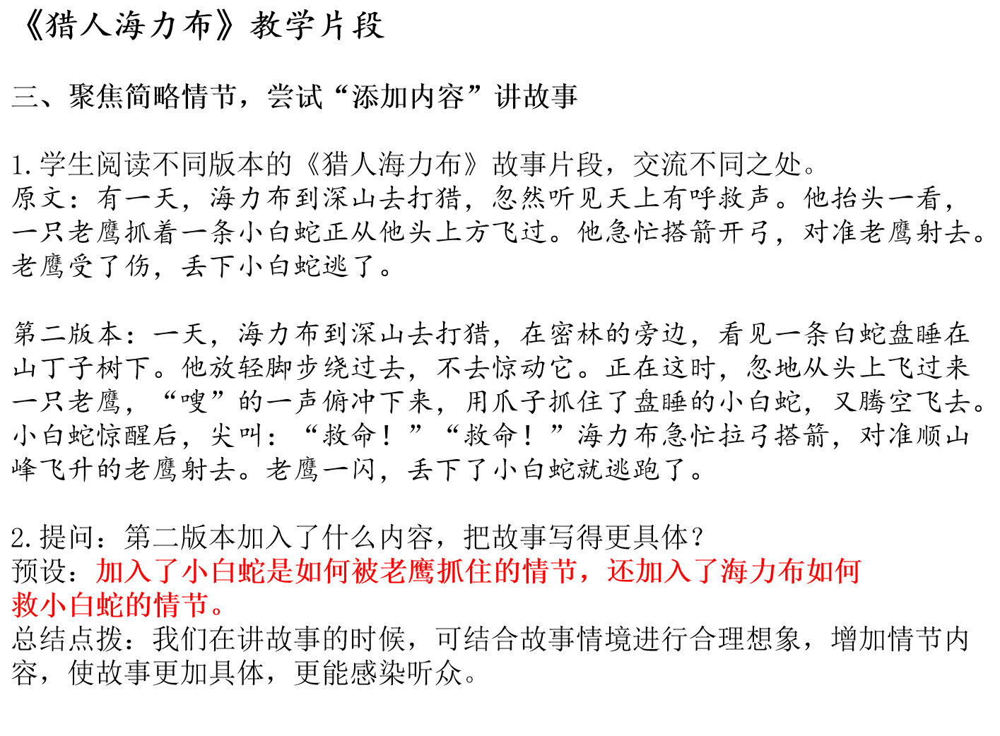 《猎人海力布》教学片段
三、聚焦简略情节，尝试“添加内容”讲故事
1.学生阅读不同版本的《猎人海力布》故事片段，交流不同之处。
原文：有一天，海力布到深山去打猎，忽然听见天上有呼救声。他抬头一看，
一只老鹰抓着一条小白蛇正从他头上方飞过。他急忙搭箭开弓，对准老鹰射去。
老鹰受了伤，丢下小白蛇逃了。
第二版本：一天，海力布到深山去打猎，在密林的旁边，看见一条白蛇盘睡在
山丁子树下。他放轻脚步绕过去，不去惊动它。正在这时，忽地从头上飞过来
一只老鹰，“嗖”的一声俯冲下来，用爪子抓住了盘睡的小白蛇，又腾空飞去。
小白蛇惊醒后，尖叫：“救命！”“救命！”海力布急忙拉弓搭箭，对准顺山
峰飞升的老鹰射去。老鹰一闪，丢下了小白蛇就逃跑了。
2.提问：第二版本加入了什么内容，把故事写得更具体？
预设：加入了小白蛇是如何被老鹰抓住的情节，还加入了海力布如何
救小白蛇的情节。
总结点拨：我们在讲故事的时候，可结合故事情境进行合理想象，增加情节内
容，使故事更加具体，更能感染听众。